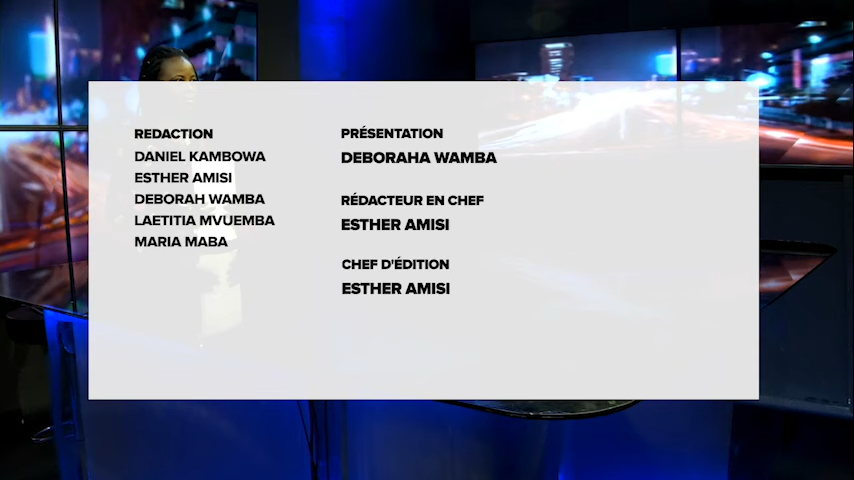 REDACTION
DANIEL KAMBOWA
ESTHER AMISI
DEBORAH WAMBA
LAETITIA MVUEMBA
MARIA MABA
PRÉSENTATION
DEBORAHA WAMBA
RÉDACTEUR EN CHEF
ESTHER AMISI
CHEF D'ÉDITION
ESTHER AMISI